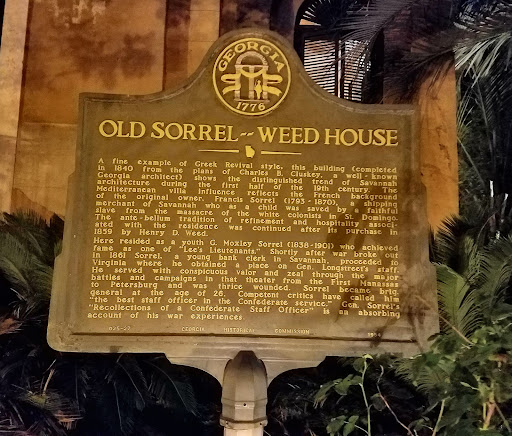 GEORGIA
1776
OLD SORREL--WEED HOUSE
A fine example of Greek Revival style, this building (completed
in 1840 from the plans of Charles B. Cluskey, a well-known
Georgia architect) shows the distinguished trend of Savannah
architecture during the first half of the 19th century. The
Mediterranean villa influence reflects the French background
of the original owner, Francis Sorrel (1793-1870), a shipping
merchant of Savannah who as a child was saved by a faithful
slave from the massacre of the white colonists in St. Domingo.
The ante-bellum tradition of refinement and hospitality associ-
ated with the residence was continued after its purchase in
1859 by Henry D. Weed.
Here resided as a youth G. Moxley Sorrel (1838-1901) who achieved
fame as one of "Lee's Lieutenants." Shortly after war broke out
in 1861 Sorrel, a young bank clerk in Savannah, proceeded to
Virginia where he obtained a place on Gen. Longstreet's staff.
He served with conspicuous valor and zeal through the major
battles and campaigns in that theater from the First Manassas
to Petersburg and was thrice wounded. Sorrel became brig.
general at the age of 26. Competent critics have called him
"the best staff officer in the Confederate service." Gen. Sorrel's
"Recollections of a Confederate Staff Officer" is an absorbing
account of his war experiences.
GEORGIA HISTORICAL COMMISSION